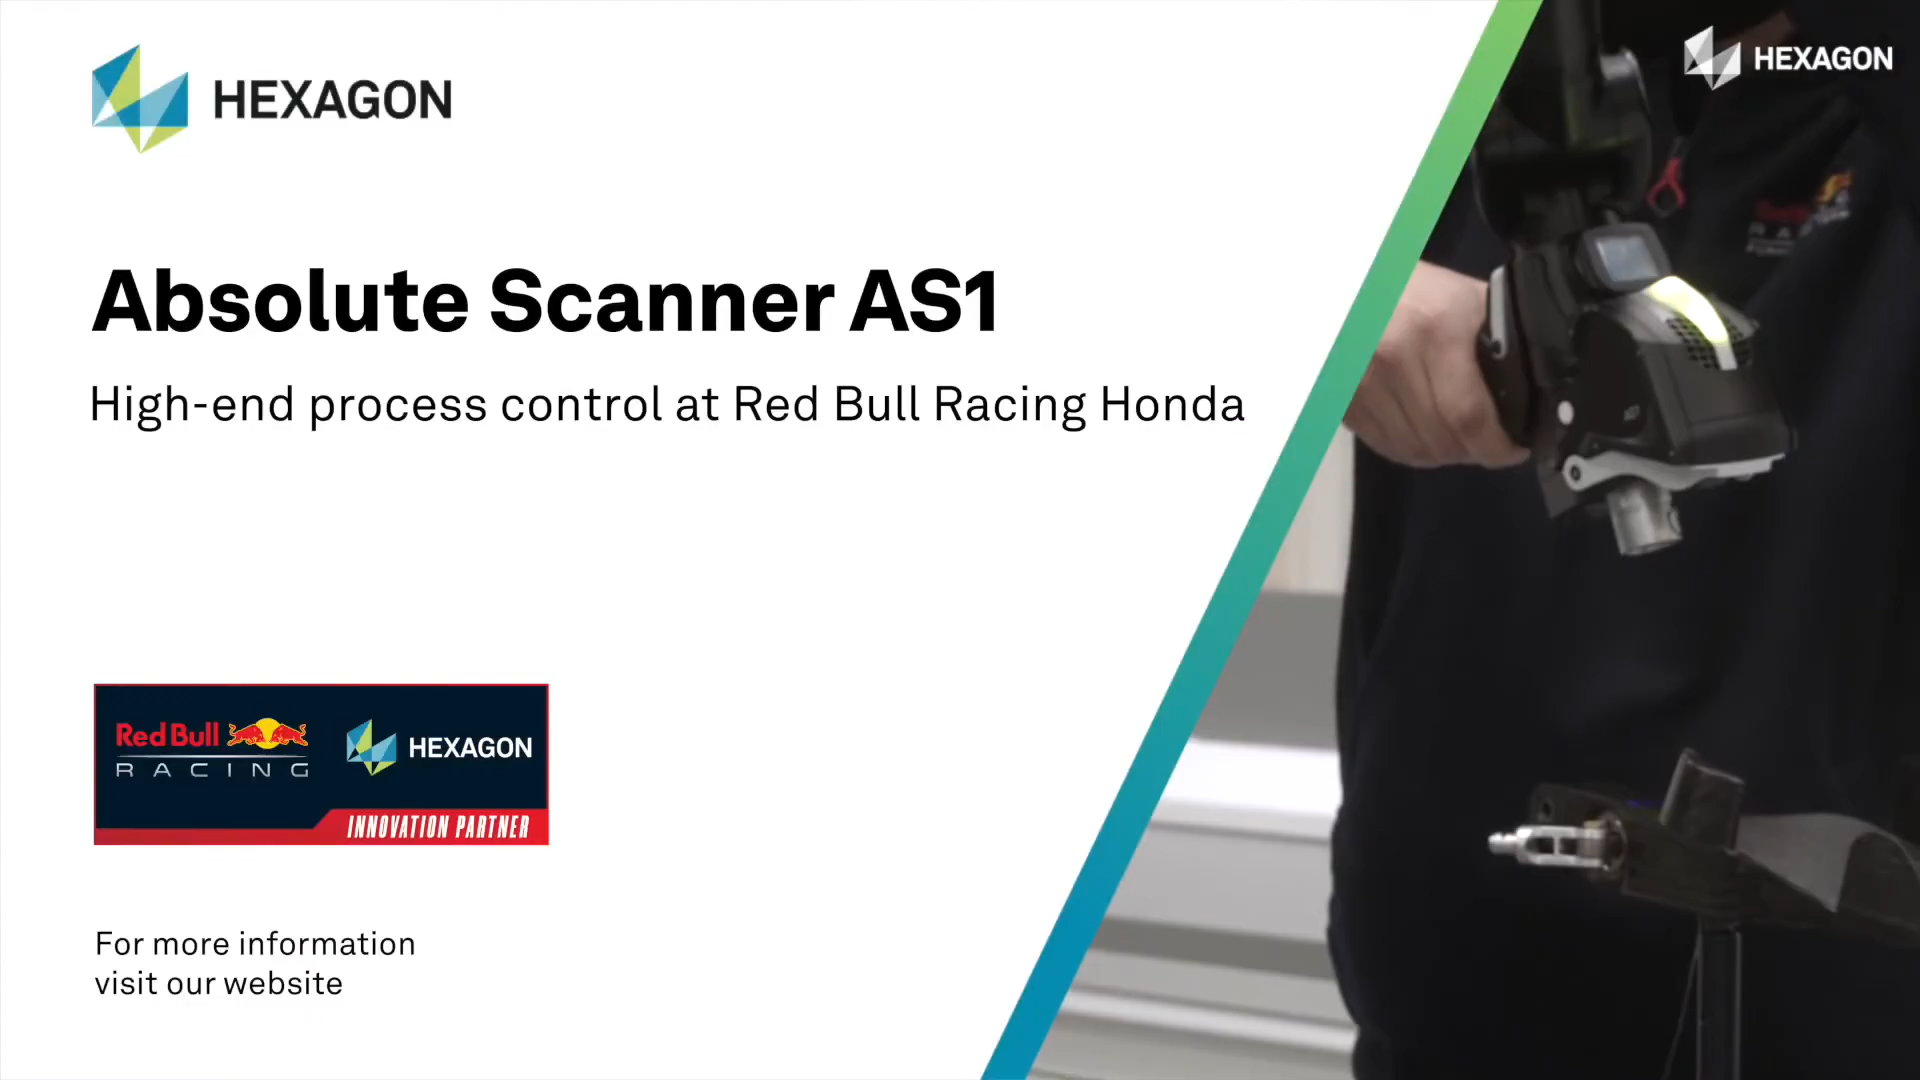 HEXAGON
HEXAGON
Absolute Scanner AS1
High-end process control at Red Bull Racing Honda
Red Bull
RACING
HEXAGON
INNOVATION PARTNER
For more information
visit our website